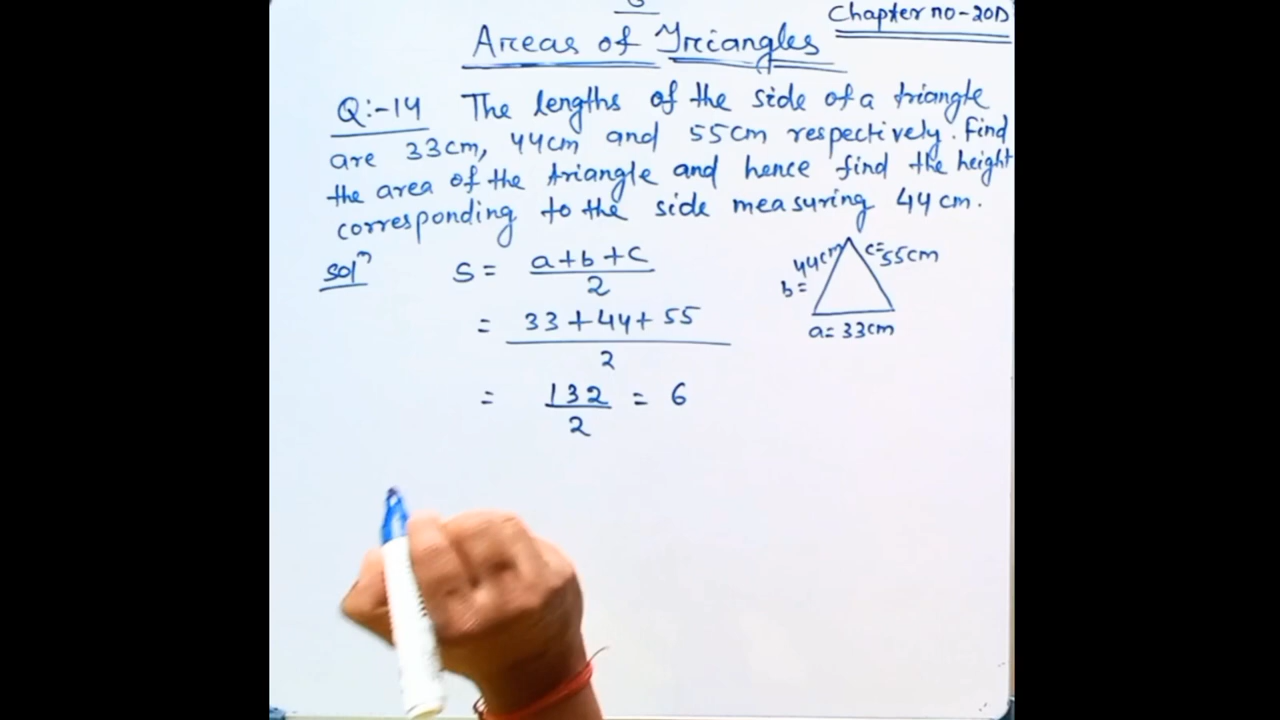 Chapter no-20D
Areas of Triangles
Q:-14 The lengths of the side of a triangle
are 33cm, 44cm and 55cm respectively. Find
the area of the triangle and hence find the height
corresponding to the side measuring 44cm.
Solⁿ S = a+b+c / 2
= 33+44+55 / 2
= 132 / 2 = 6
44cm c= 55cm
b=
a= 33cm